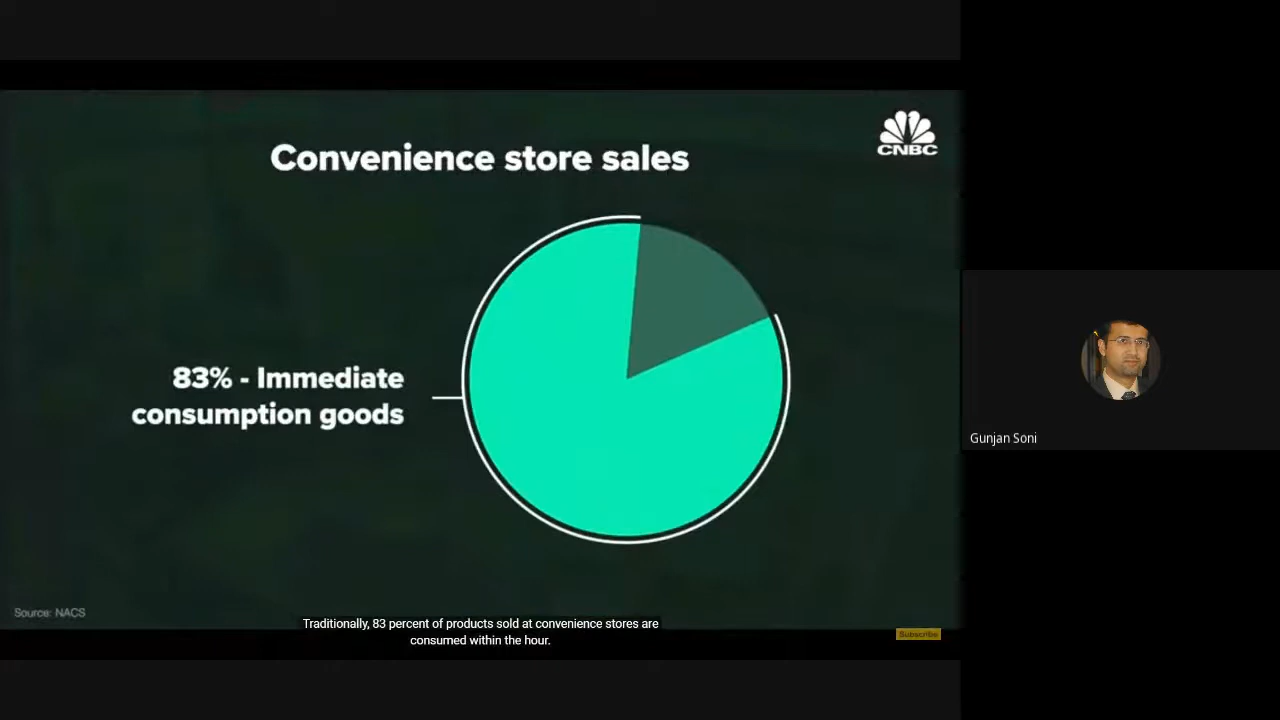 CNBC
Convenience store sales
83% - Immediate
consumption goods
Gunjan Soni
Source: NACS
Traditionally, 83 percent of products sold at convenience stores are
consumed within the hour.
Subscribe